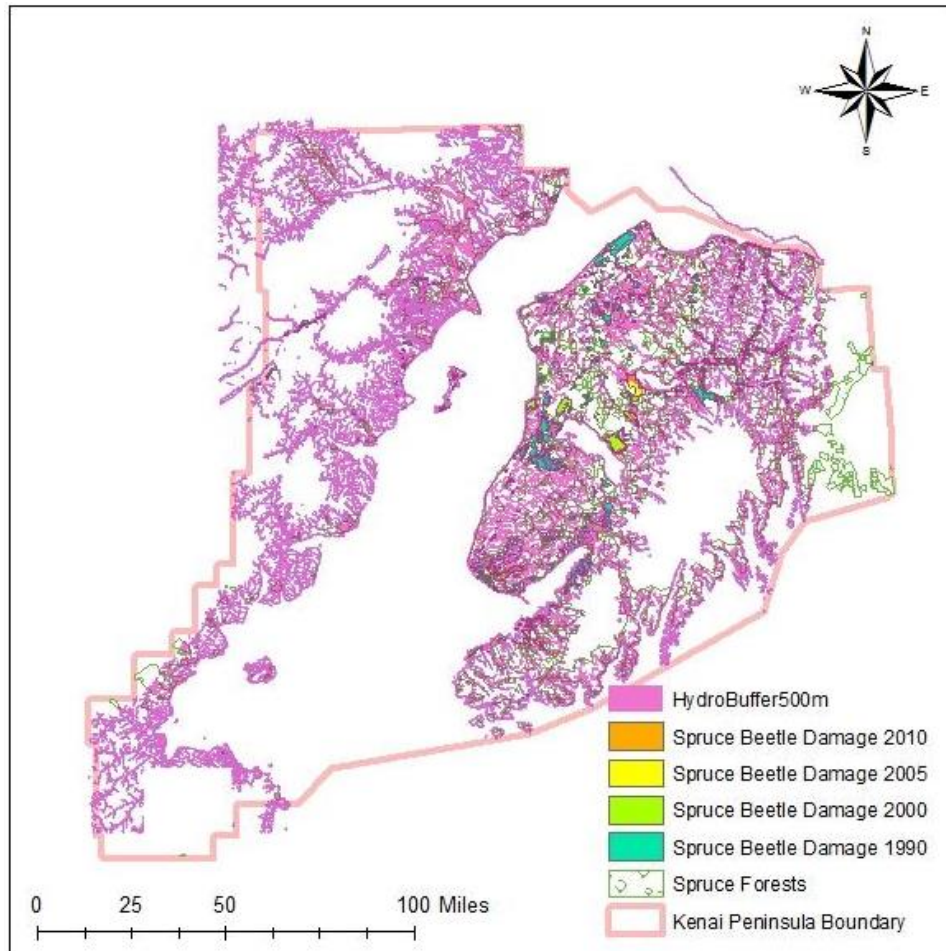 N
W E
S
HydroBuffer500m
Spruce Beetle Damage 2010
Spruce Beetle Damage 2005
Spruce Beetle Damage 2000
Spruce Beetle Damage 1990
Spruce Forests
Kenai Peninsula Boundary
0 25 50 100 Miles